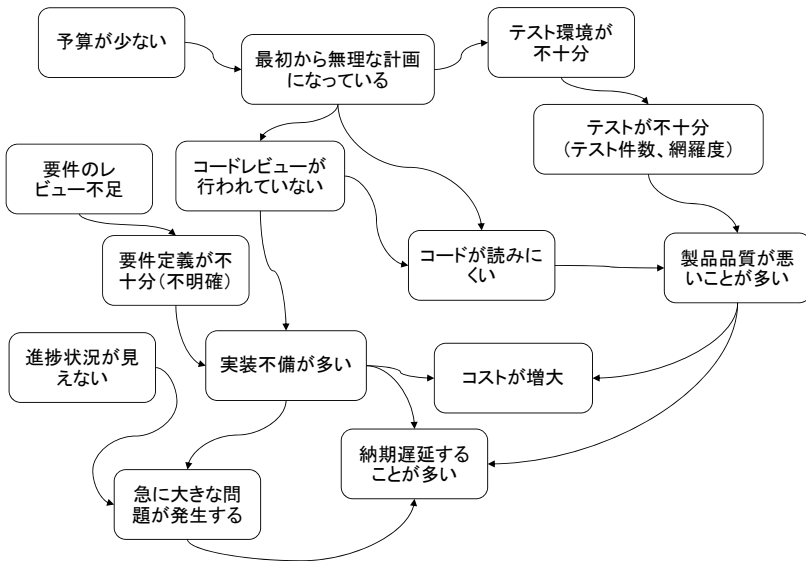 予算が少ない
最初から無理な計画
になっている
テスト環境が
不十分
テストが不十分
（テスト件数、網羅度）
要件のレ
ビュー不足
コードレビューが
行われていない
要件定義が不
十分（不明確）
コードが読みに
くい
製品品質が悪
いことが多い
進捗状況が見
えない
実装不備が多い
コストが増大
納期遅延する
ことが多い
急に大きな問
題が発生する